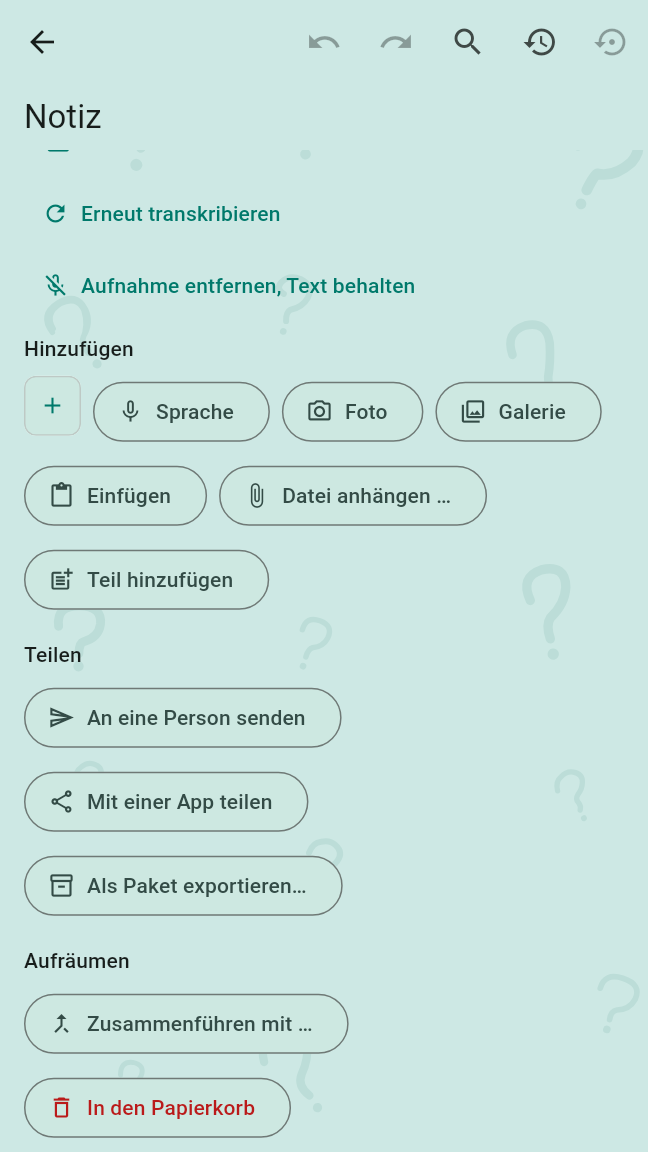 Notiz
Erneut transkribieren
Aufnahme entfernen, Text behalten
Hinzufügen
Sprache
Foto
Galerie
Einfügen
Datei anhängen ...
Teil hinzufügen
Teilen
An eine Person senden
Mit einer App teilen
Als Paket exportieren...
Aufräumen
Zusammenführen mit ...
In den Papierkorb